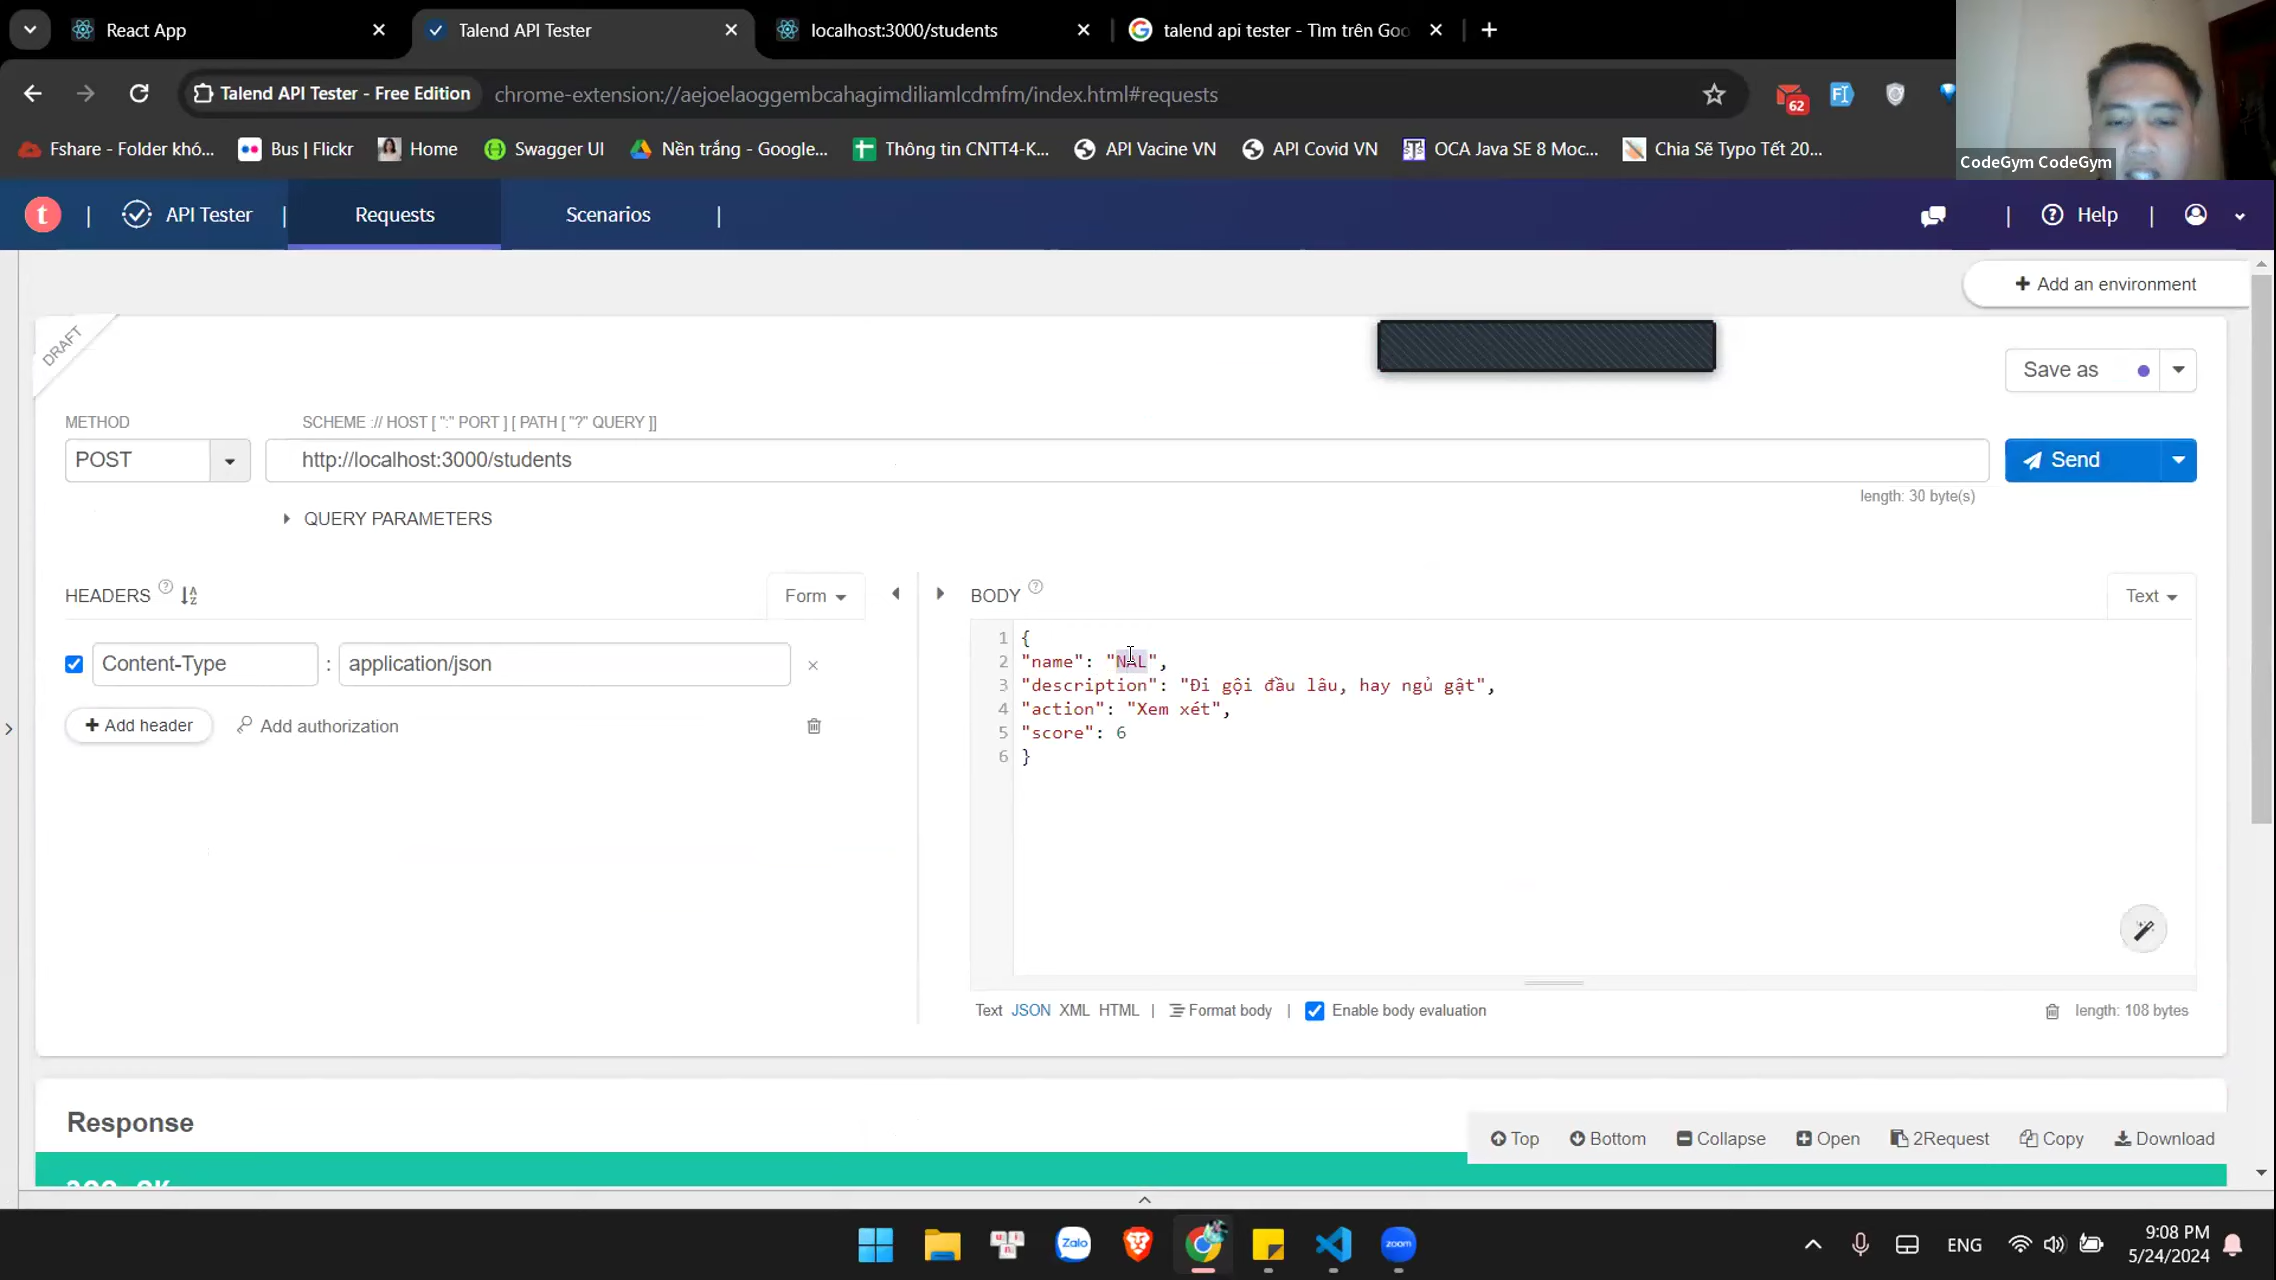 React App
Talend API Tester
localhost:3000/students
talend api tester - Tìm trên Goo
Talend API Tester - Free Edition
chrome-extension://aejoelaoggembcahagimdiliamlcdmfm/index.html#requests
62
Fshare - Folder khó...
Bus | Flickr
Home
Swagger UI
Nền trắng - Google...
Thông tin CNTT4-K...
API Vacine VN
API Covid VN
OCA Java SE 8 Moc...
Chia Sẽ Typo Tết 20...
CodeGym CodeGym
t
API Tester
Requests
Scenarios
Help
+ Add an environment
DRAFT
Save as
METHOD
SCHEME :// HOST [ ":" PORT ] [ PATH [ "?" QUERY ]]
POST
http://localhost:3000/students
Send
length: 30 byte(s)
QUERY PARAMETERS
HEADERS
Form
Content-Type : application/json
+ Add header
Add authorization
BODY
Text
1 {
2 "name": "NAL",
3 "description": "Đi gội đầu lâu, hay ngủ gật",
4 "action": "Xem xét",
5 "score": 6
6 }
Text JSON XML HTML | Format body | Enable body evaluation
length: 108 bytes
Response
Top
Bottom
Collapse
Open
2Request
Copy
Download
Zalo
zoom
ENG
9:08 PM
5/24/2024